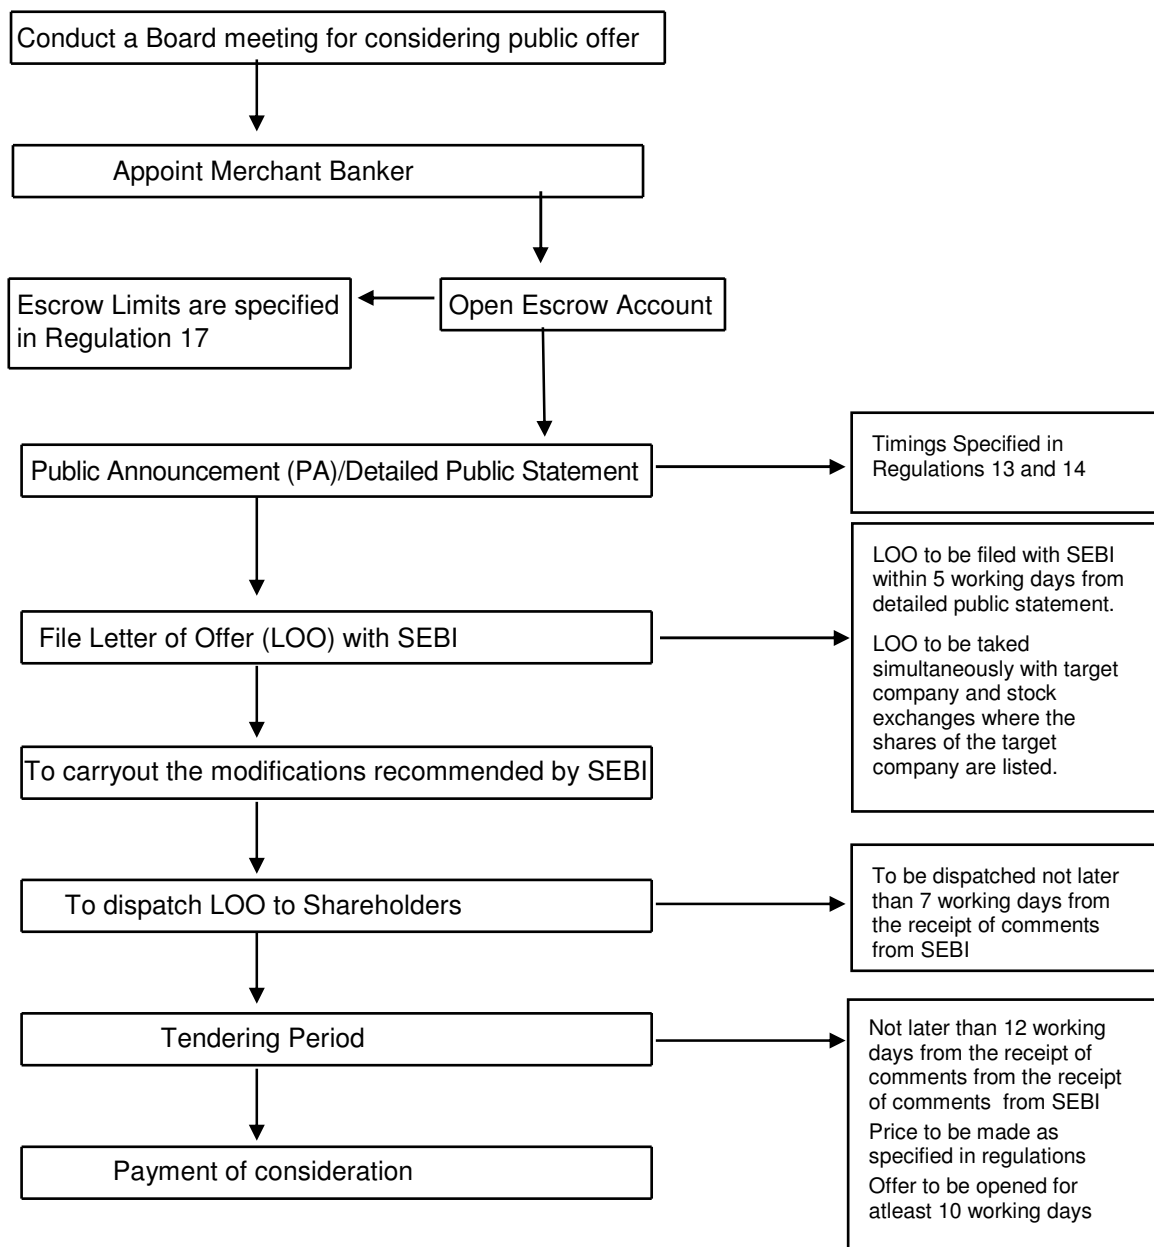 Conduct a Board meeting for considering public offer
Appoint Merchant Banker
Escrow Limits are specified
in Regulation 17
Open Escrow Account
Public Announcement (PA)/Detailed Public Statement
Timings Specified in
Regulations 13 and 14
File Letter of Offer (LOO) with SEBI
LOO to be filed with SEBI
within 5 working days from
detailed public statement.
LOO to be taked
simultaneously with target
company and stock
exchanges where the
shares of the target
company are listed.
To carryout the modifications recommended by SEBI
To dispatch LOO to Shareholders
To be dispatched not later
than 7 working days from
the receipt of comments
from SEBI
Tendering Period
Not later than 12 working
days from the receipt of
comments from the receipt
of comments from SEBI
Price to be made as
specified in regulations
Offer to be opened for
atleast 10 working days
Payment of consideration